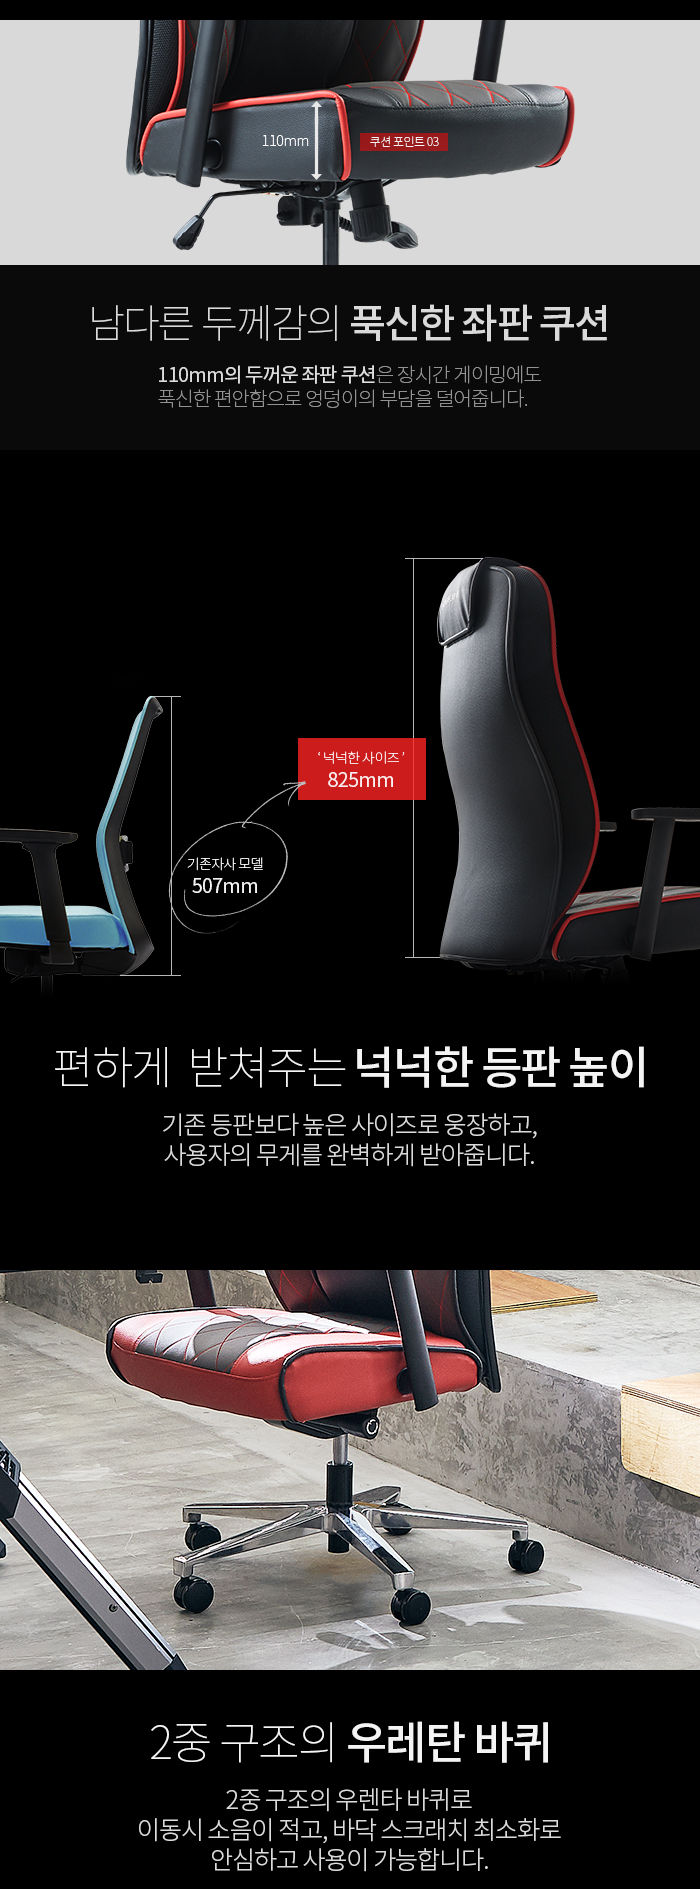 110mm
쿠션 포인트 03
남다른 두께감의 푹신한 좌판 쿠션
110mm의 두꺼운 좌판 쿠션은 장시간 게이밍에도
푹신한 편안함으로 엉덩이의 부담을 덜어줍니다.
‘ 넉넉한 사이즈 ’
825mm
기존자사 모델
507mm
편하게 받쳐주는 넉넉한 등판 높이
기존 등판보다 높은 사이즈로 웅장하고,
사용자의 무게를 완벽하게 받아줍니다.
2중 구조의 우레탄 바퀴
2중 구조의 우렌타 바퀴로
이동시 소음이 적고, 바닥 스크래치 최소화로
안심하고 사용이 가능합니다.